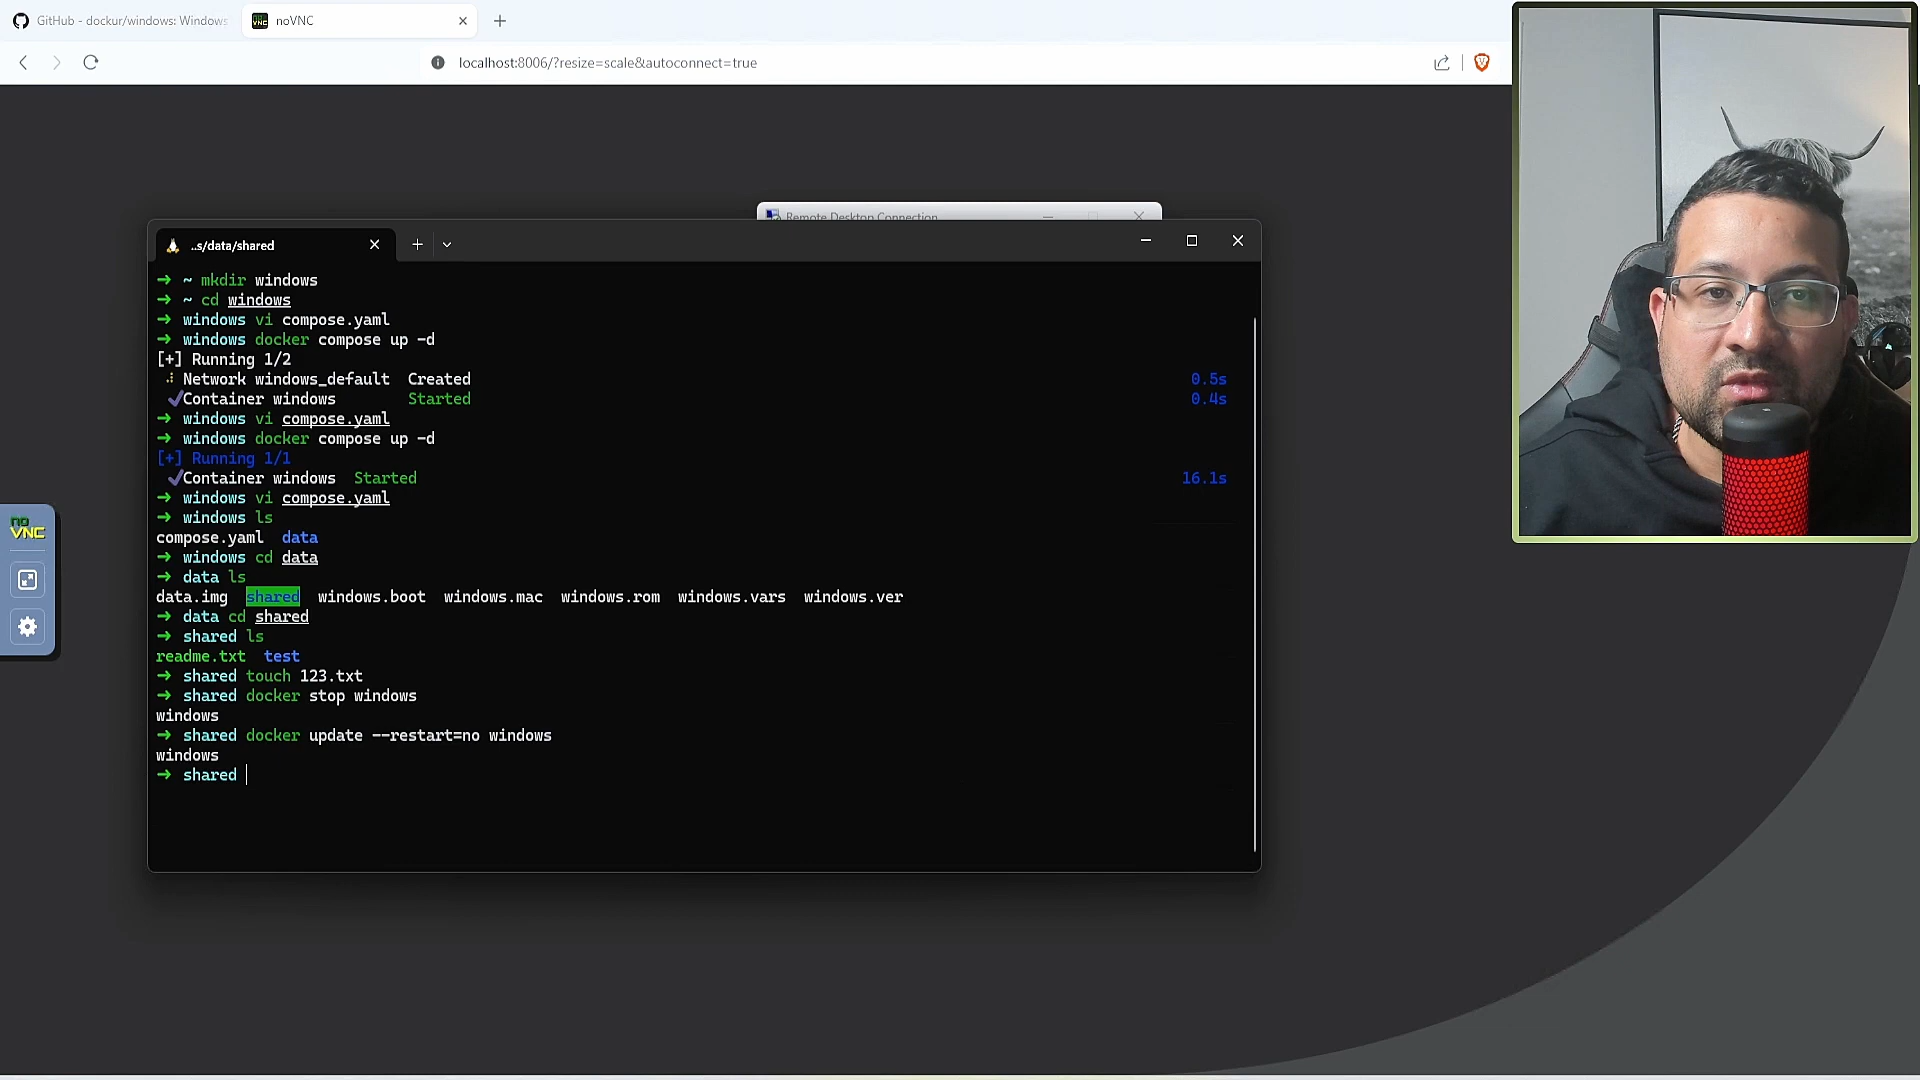 GitHub - dockur/windows: Windows
noVNC
localhost:8006/?resize=scale&autoconnect=true
Remote Desktop Connection
..s/data/shared
→ ~ mkdir windows
→ ~ cd windows
→ windows vi compose.yaml
→ windows docker compose up -d
[+] Running 1/2
Network windows_default Created 0.5s
✓Container windows Started 0.4s
→ windows vi compose.yaml
→ windows docker compose up -d
[+] Running 1/1
✓Container windows Started 16.1s
→ windows vi compose.yaml
→ windows ls
compose.yaml data
→ windows cd data
→ data ls
data.img shared windows.boot windows.mac windows.rom windows.vars windows.ver
→ data cd shared
→ shared ls
readme.txt test
→ shared touch 123.txt
→ shared docker stop windows
windows
→ shared docker update --restart=no windows
windows
→ shared
no
VNC